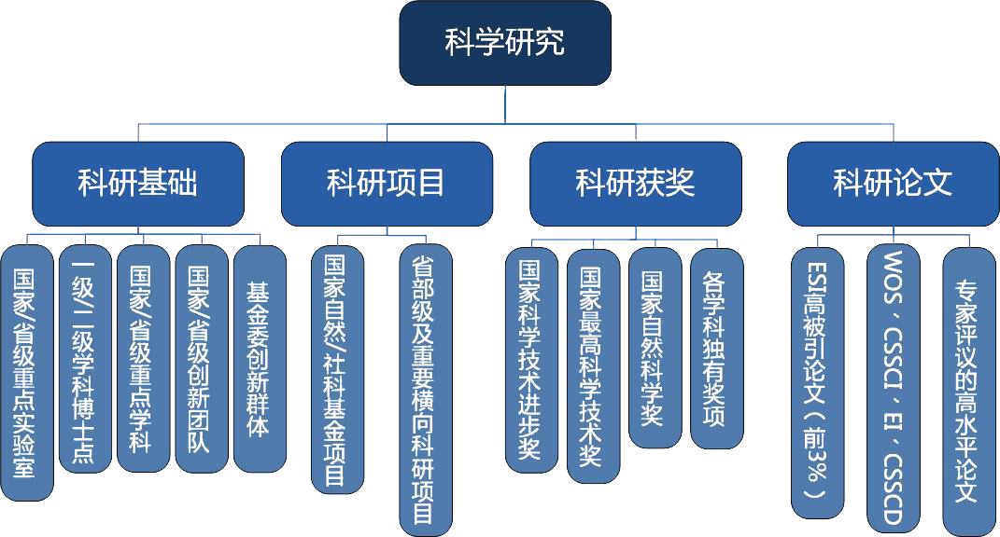 科学研究
科研基础
科研项目
科研获奖
科研论文
国家/省级重点实验室
一级/二级学科博士点
国家/省级重点学科
国家/省级创新团队
基金委创新群体
国家自然/社科基金项目
省部级及重要横向科研项目
国家科学技术进步奖
国家最高科学技术奖
国家自然科学奖
各学科独有奖项
ESI高被引论文（前3%）
WOS、CSSCI、EI、CSSCD
专家评议的高水平论文